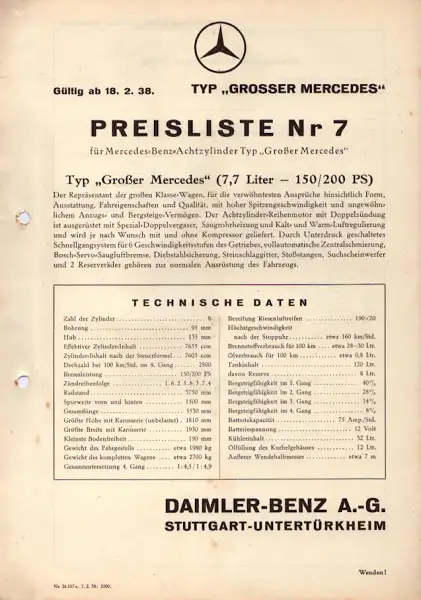 Gültig ab 18. 2. 38.
TYP „GROSSER MERCEDES"
PREISLISTE Nr 7
für Mercedes-Benz-Achtzylinder Typ „Großer Mercedes"
Typ „Großer Mercedes" (7,7 Liter – 150/200 PS)
Der Repräsentant der großen Klasse-Wagen, für die verwöhntesten Ansprüche hinsichtlich Form,
Ausstattung, Fahreigenschaften und Qualität, mit hoher Spitzengeschwindigkeit und ungewöhn-
lichem Anzugs- und Bergsteige-Vermögen. Der Achtzylinder-Reihenmotor mit Doppelzündung
ist ausgerüstet mit Spezial-Doppelvergaser, Saugrohrheizung und Kalt- und Warm-Luftregulierung
und wird je nach Wunsch mit und ohne Kompressor geliefert. Durch Unterdruck geschaltetes
Schnellgangsystem für 6 Geschwindigkeitsstufen des Getriebes, vollautomatische Zentralschmierung,
Bosch-Servo-Saugluftbremse, Diebstahlsicherung, Steinschlaggitter, Stoßstangen, Suchscheinwerfer
und 2 Reserveräder gehören zur normalen Ausrüstung des Fahrzeugs.
TECHNISCHE DATEN
Zahl der Zylinder 8
Bohrung 95 mm
Hub 135 mm
Effektiver Zylinder-Inhalt 7655 ccm
Zylinder-Inhalt nach der Steuerformel 7603 ccm
Drehzahl bei 100 km/Std. im 4. Gang 2800
Bremsleistung 150/200 PS
Zündreihenfolge 1.6.2.5.8.3.7.4
Radstand 3750 mm
Spurweite vorn und hinten 1500 mm
Gesamtlänge 5550 mm
Größte Höhe mit Karosserie (unbelastet) 1810 mm
Größte Breite mit Karosserie 1950 mm
Kleinste Bodenfreiheit 190 mm
Gewicht des Fahrgestells etwa 1980 kg
Gewicht des kompletten Wagens etwa 2700 kg
Gesamtuntersetzung 4. Gang 1:4,5/1:4,9
Bereifung Riesenluftreifen 190×20
Höchstgeschwindigkeit
nach der Stoppuhr etwa 160 km/Std.
Brennstoffverbrauch für 100 km etwa 28–30 Ltr.
Ölverbrauch für 100 km etwa 0,8 Ltr.
Tankinhalt 120 Ltr.
davon Reserve 8 Ltr.
Bergsteigfähigkeit im 1. Gang 40%
Bergsteigfähigkeit im 2. Gang 28%
Bergsteigfähigkeit im 3. Gang 14%
Bergsteigfähigkeit im 4. Gang 8%
Batteriekapazität 75 Amp./Std.
Batteriespannung 12 Volt
Kühlerinhalt 32 Ltr.
Ölfüllung des Kurbelgehäuses 12 Ltr.
Äußerer Wendehalbmesser etwa 7 m
DAIMLER-BENZ A.-G.
STUTTGART-UNTERTÜRKHEIM
Wenden!